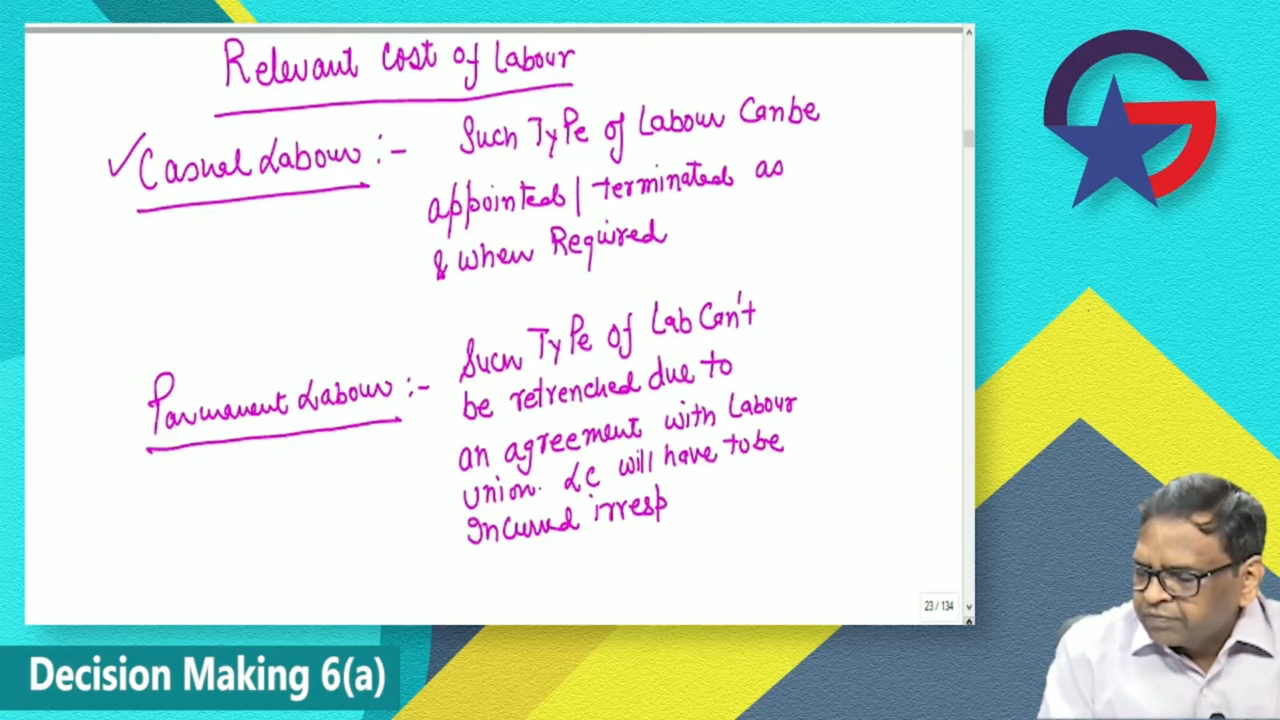 Relevant Cost of Labour
✓ Casual Labour :- Such Type of Labour Can be
appointed / terminated as
& when Required
Parmanent Labour :- Such Type of Lab Can't
be retrenched due to
an agreement with Labour
union. LC will have to be
Incurred irresp
23 / 134
Decision Making 6(a)